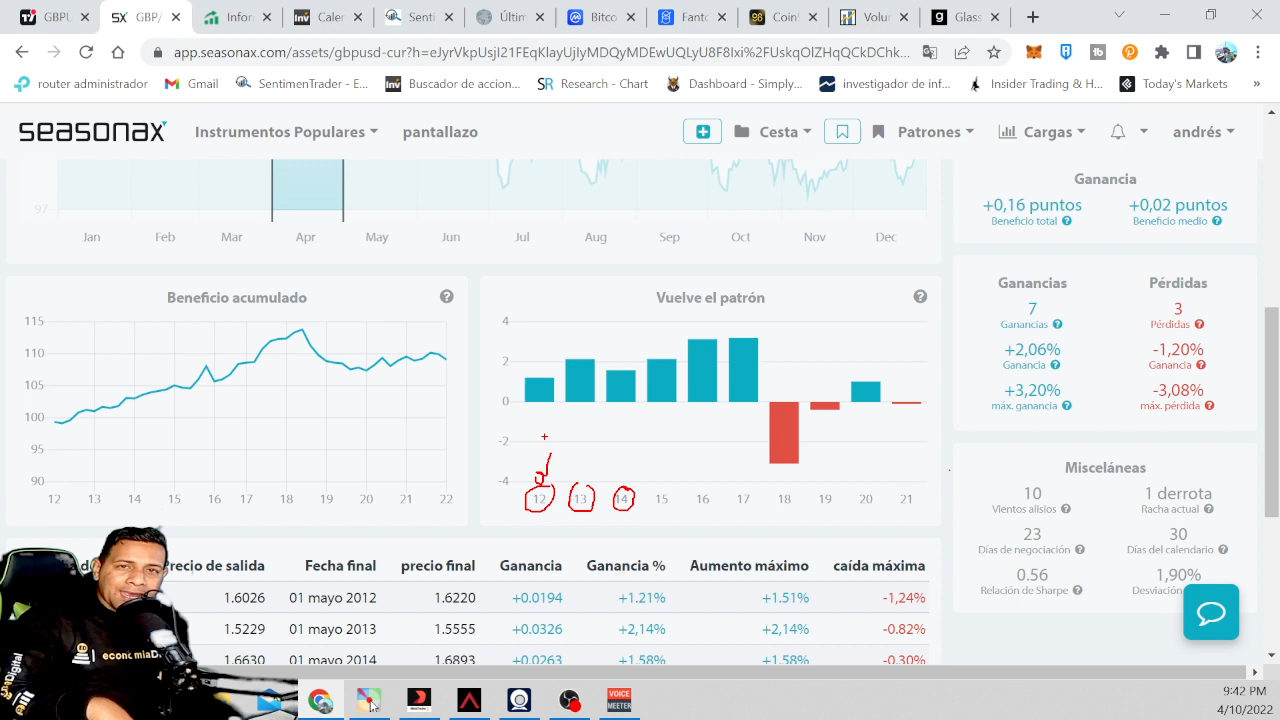 GBPU
GBP/
InOn
Caler
Senti
Últim
Bitco
Fanto
Coin
Volur
Glass
app.seasonax.com/assets/gbpusd-cur?h=
router administrador
Gmail
SentimenTrader - E...
Buscador de accion...
Research - Chart
Dashboard - Simply...
investigador de inf...
Insider Trading & H...
Today's Markets
seasonax
Instrumentos Populares
pantallazo
Cesta
Patrones
Cargas
andrés
97
Jan Feb Mar Apr May Jun Jul Aug Sep Oct Nov Dec
Ganancia
+0,16 puntos +0,02 puntos
Beneficio total Beneficio medio
Beneficio acumulado
115
110
105
100
95
90
12 13 14 15 16 17 18 19 20 21 22
Vuelve el patrón
4
2
0
-2
-4
12 13 14 15 16 17 18 19 20 21
Ganancias Pérdidas
7 3
Ganancias Pérdidas
+2,06% -1,20%
Ganancia Ganancia
+3,20% -3,08%
máx. ganancia máx. pérdida
Misceláneas
10 1 derrota
Vientos alisios Racha actual
23 30
Días de negociación Días del calendario
0.56 1,90%
Relación de Sharpe
Precio de salida Fecha final precio final Ganancia Ganancia % Aumento máximo caída máxima
1.6026 01 mayo 2012 1.6220 +0.0194 +1.21% +1.51% -1,24%
1.5229 01 mayo 2013 1.5555 +0.0326 +2,14% +2,14% -0.82%
1.6630 01 mayo 2014 1.6893 +0.0263 +1.58% +1.58% -0.30%
VOICE
MEETER
9:42 PM
4/10/2022